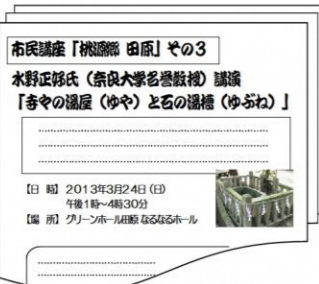 市民講座「桃源郷 田原」その３
水野正好氏（奈良大学名誉教授）講演
「寺々の湯屋（ゆや）と石の湯槽（ゆぶね）」
【日 時】２０１３年３月２４日（日）
午後１時～４時３０分
【場 所】グリーンホール田原 なるなるホール